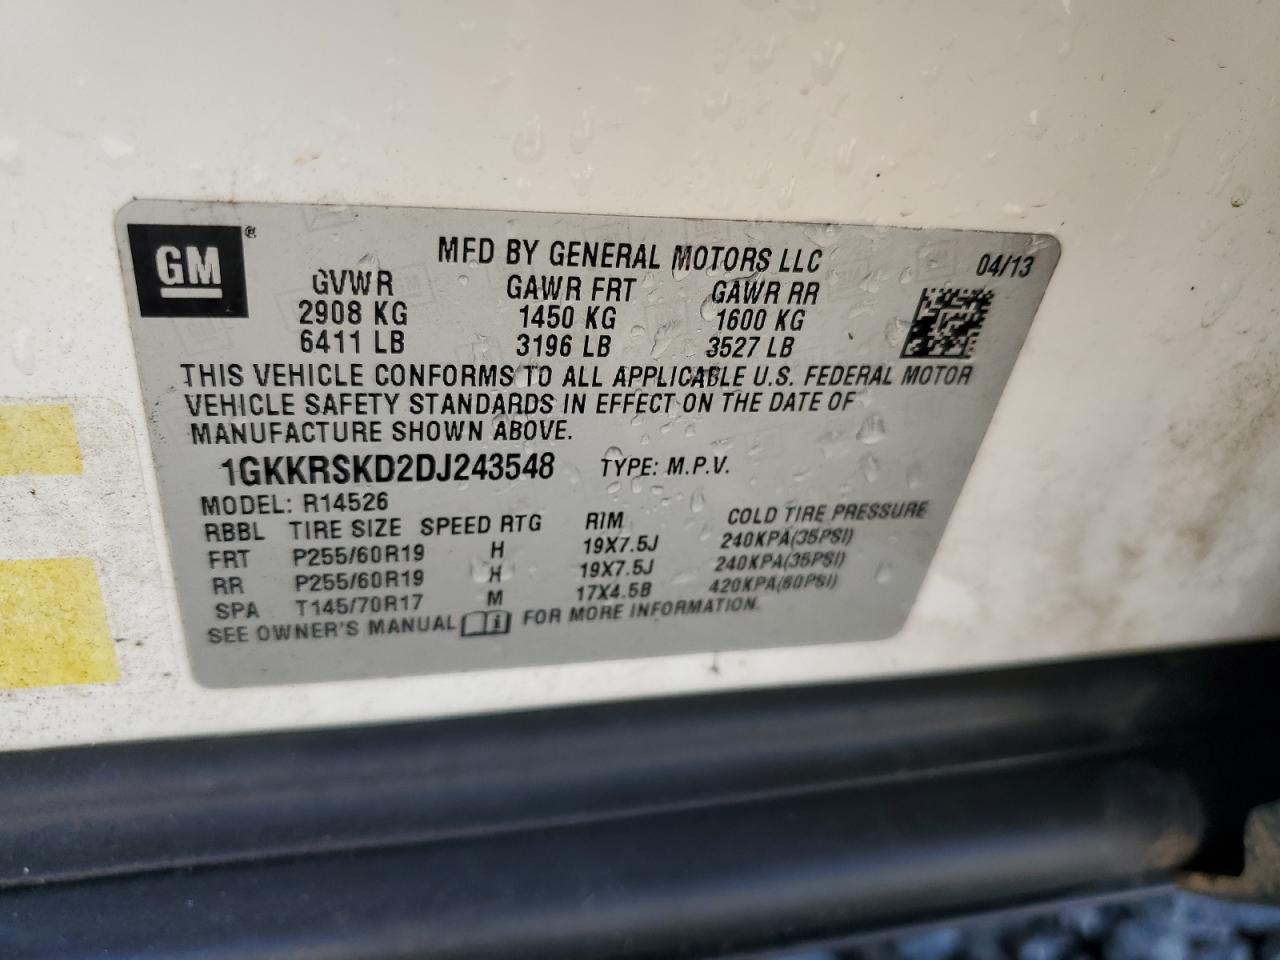 GM ®
MFD BY GENERAL MOTORS LLC 04/13
GVWR GAWR FRT GAWR RR
2908 KG 1450 KG 1600 KG
6411 LB 3196 LB 3527 LB
THIS VEHICLE CONFORMS TO ALL APPLICABLE U.S. FEDERAL MOTOR
VEHICLE SAFETY STANDARDS IN EFFECT ON THE DATE OF
MANUFACTURE SHOWN ABOVE.
1GKKRSKD2DJ243548 TYPE: M.P.V.
MODEL: R14526
RBBL TIRE SIZE SPEED RTG RIM COLD TIRE PRESSURE
FRT P255/60R19 H 19X7.5J 240KPA(35PSI)
RR P255/60R19 H 19X7.5J 240KPA(35PSI)
SPA T145/70R17 M 17X4.5B 420KPA(60PSI)
SEE OWNER'S MANUAL FOR MORE INFORMATION.